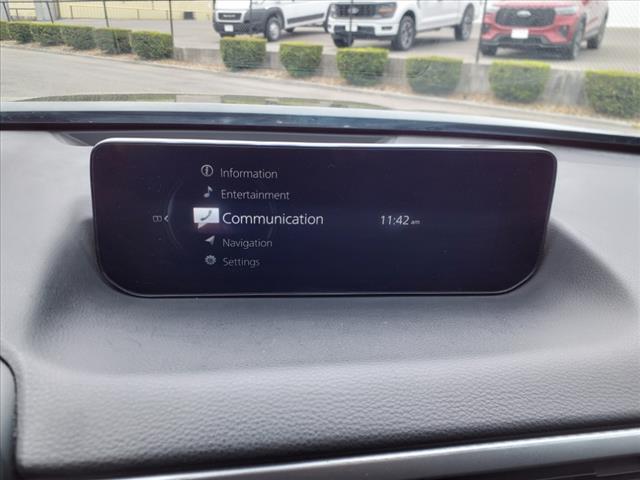 Information
Entertainment
Communication 11:42 am
Navigation
Settings